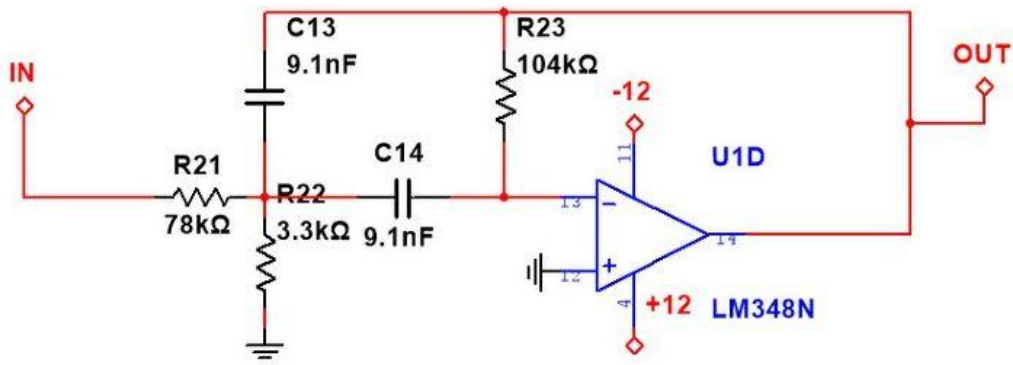 C13
9.1nF
R23
104kΩ
IN
OUT
-12
11
U1D
C14
R21
R22
78kΩ
3.3kΩ
9.1nF
13
14
12
4
+12
LM348N